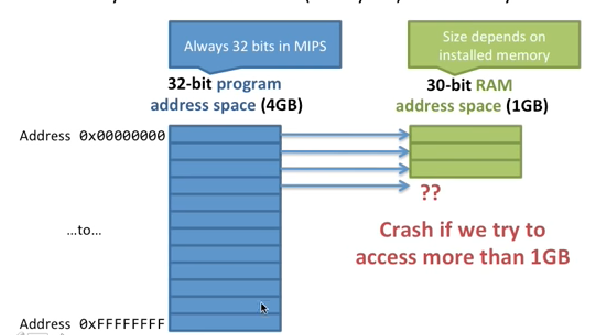 Always 32 bits in MIPS
Size depends on
installed memory
32-bit program
address space (4GB)
30-bit RAM
address space (1GB)
Address 0x00000000
??
…to…
Crash if we try to
access more than 1GB
Address 0xFFFFFFFF